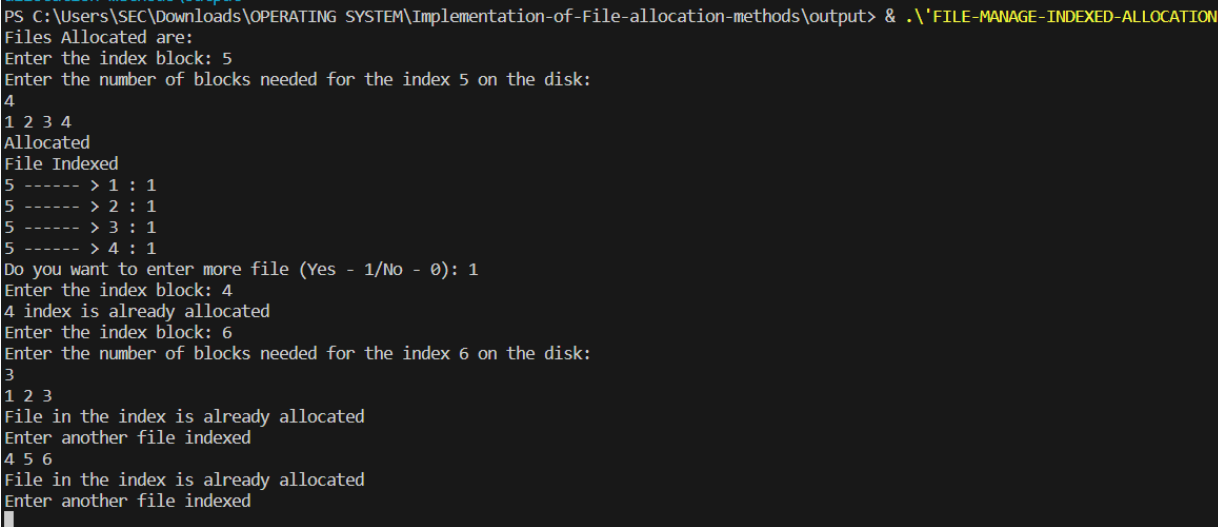 PS C:\Users\SEC\Downloads\OPERATING SYSTEM\Implementation-of-File-allocation-methods\output> & .\'FILE-MANAGE-INDEXED-ALLOCATION
Files Allocated are:
Enter the index block: 5
Enter the number of blocks needed for the index 5 on the disk:
4
1 2 3 4
Allocated
File Indexed
5 ------ > 1 : 1
5 ------ > 2 : 1
5 ------ > 3 : 1
5 ------ > 4 : 1
Do you want to enter more file (Yes - 1/No - 0): 1
Enter the index block: 4
4 index is already allocated
Enter the index block: 6
Enter the number of blocks needed for the index 6 on the disk:
3
1 2 3
File in the index is already allocated
Enter another file indexed
4 5 6
File in the index is already allocated
Enter another file indexed